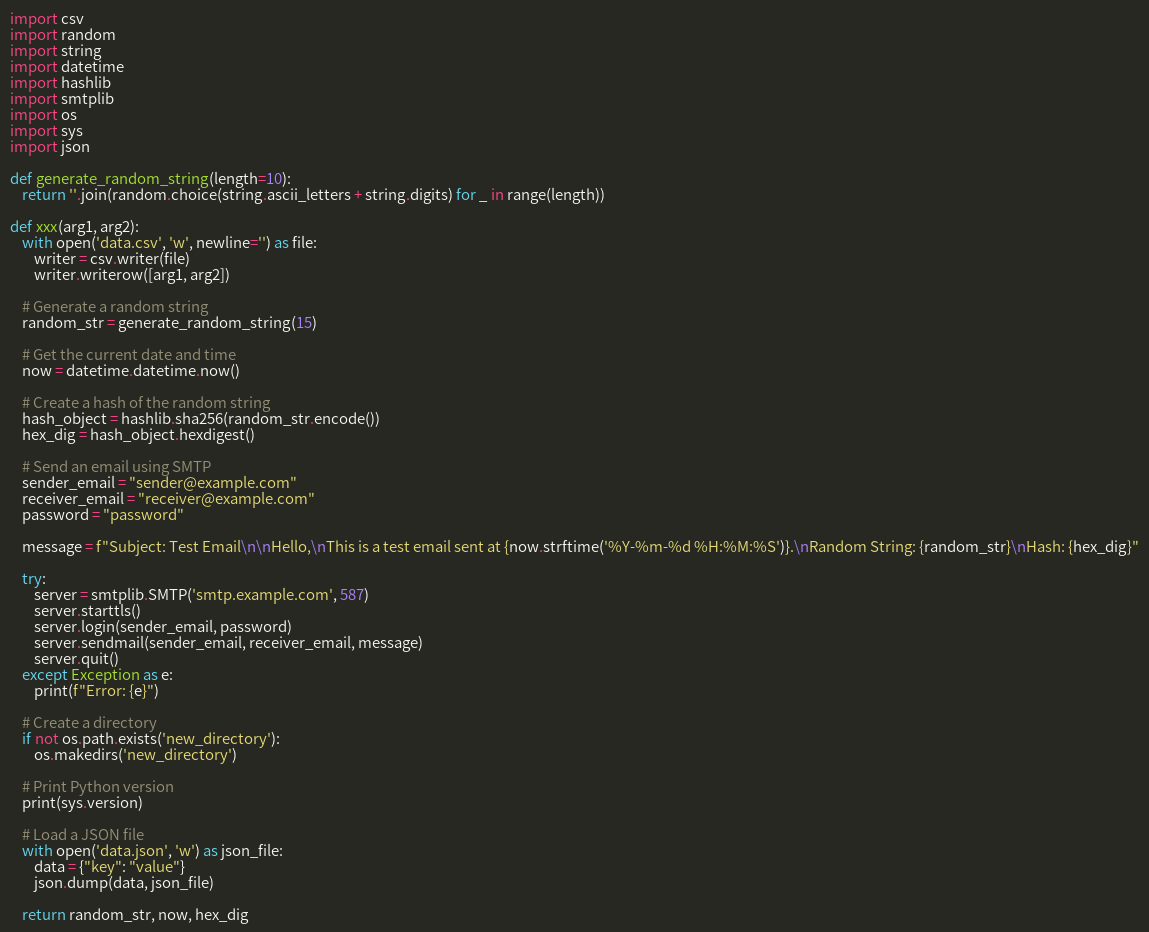 import csv
import random
import string
import datetime
import hashlib
import smtplib
import os
import sys
import json

def generate_random_string(length=10):
    return ''.join(random.choice(string.ascii_letters + string.digits) for _ in range(length))

def xxx(arg1, arg2):
    with open('data.csv', 'w', newline='') as file:
        writer = csv.writer(file)
        writer.writerow([arg1, arg2])

    # Generate a random string
    random_str = generate_random_string(15)

    # Get the current date and time
    now = datetime.datetime.now()

    # Create a hash of the random string
    hash_object = hashlib.sha256(random_str.encode())
    hex_dig = hash_object.hexdigest()

    # Send an email using SMTP
    sender_email = "sender@example.com"
    receiver_email = "receiver@example.com"
    password = "password"

    message = f"Subject: Test Email\n\nHello,\nThis is a test email sent at {now.strftime('%Y-%m-%d %H:%M:%S')}.\nRandom String: {random_str}\nHash: {hex_dig}"

    try:
        server = smtplib.SMTP('smtp.example.com', 587)
        server.starttls()
        server.login(sender_email, password)
        server.sendmail(sender_email, receiver_email, message)
        server.quit()
    except Exception as e:
        print(f"Error: {e}")

    # Create a directory
    if not os.path.exists('new_directory'):
        os.makedirs('new_directory')

    # Print Python version
    print(sys.version)

    # Load a JSON file
    with open('data.json', 'w') as json_file:
        data = {"key": "value"}
        json.dump(data, json_file)

    return random_str, now, hex_dig